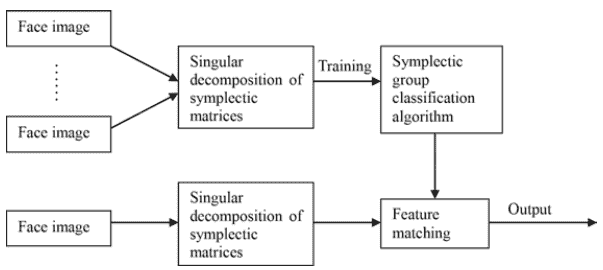 Face image
Face image
Singular
decomposition of
symplectic
matrices
Training
Symplectic
group
classification
algorithm
Face image
Singular
decomposition of
symplectic
matrices
Feature
matching
Output